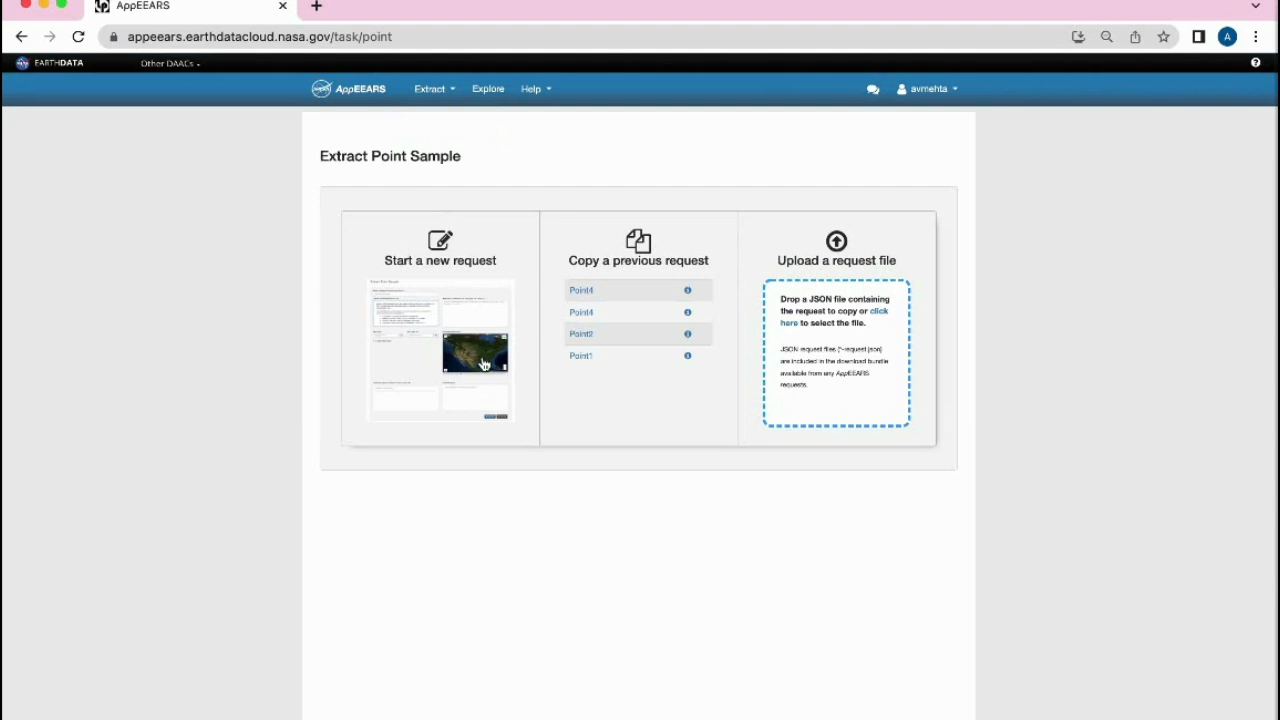 AppEEARS
appeears.earthdatacloud.nasa.gov/task/point
A
EARTHDATA
Other DAACs
AppEEARS
Extract
Explore
Help
avmehta
Extract Point Sample
Start a new request
Copy a previous request
Point4
Point4
Point2
Point1
Upload a request file
Drop a JSON file containing
the request to copy or click
here to select the file.
JSON request files (*-request.json)
are included in the download bundle
available from any AppEEARS
requests.